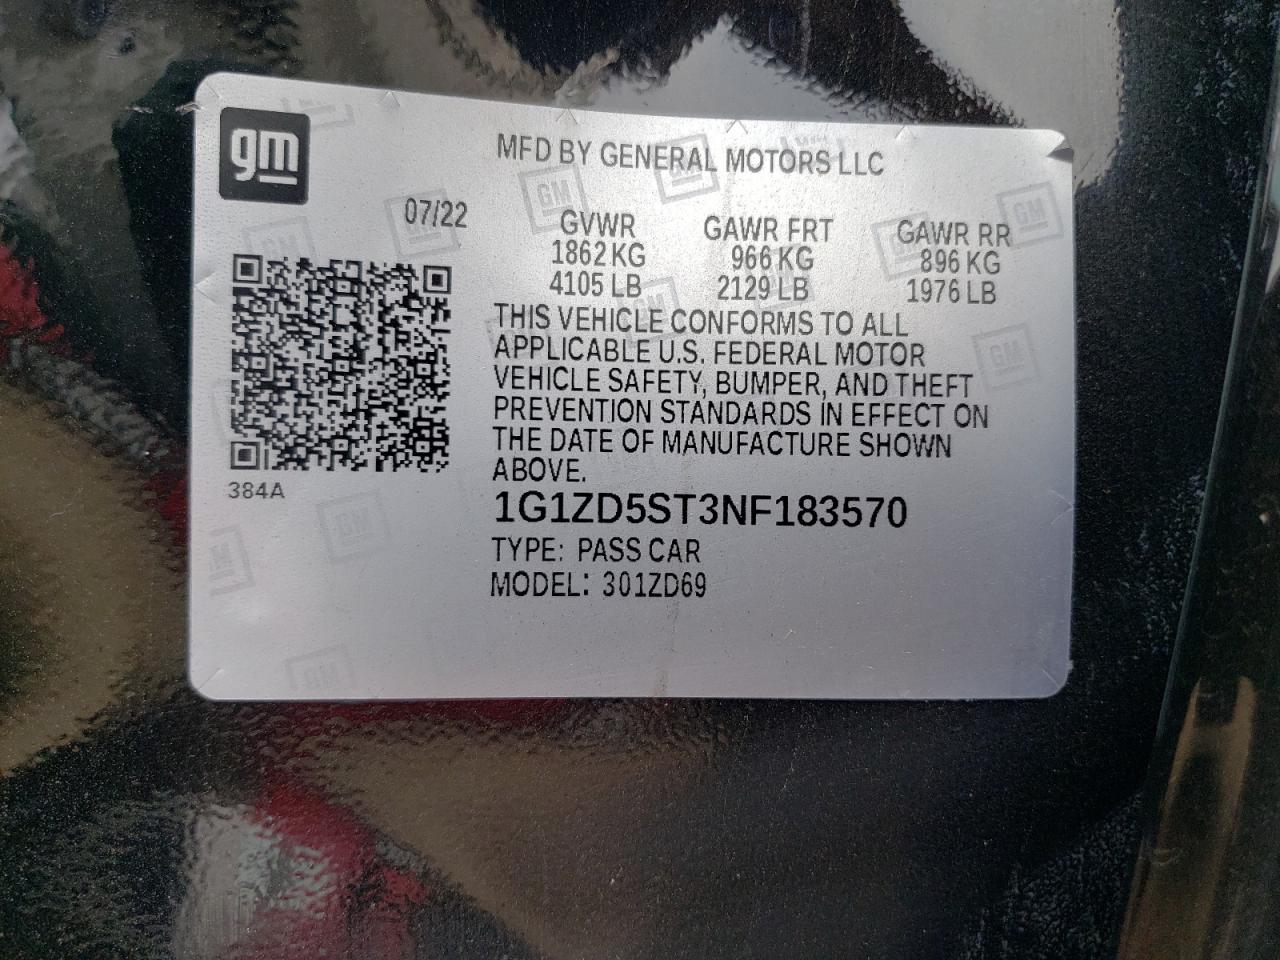 gm
MFD BY GENERAL MOTORS LLC
07/22
GVWR GAWR FRT GAWR RR
1862 KG 966 KG 896 KG
4105 LB 2129 LB 1976 LB
THIS VEHICLE CONFORMS TO ALL
APPLICABLE U.S. FEDERAL MOTOR
VEHICLE SAFETY, BUMPER, AND THEFT
PREVENTION STANDARDS IN EFFECT ON
THE DATE OF MANUFACTURE SHOWN
ABOVE.
384A
1G1ZD5ST3NF183570
TYPE: PASS CAR
MODEL: 301ZD69